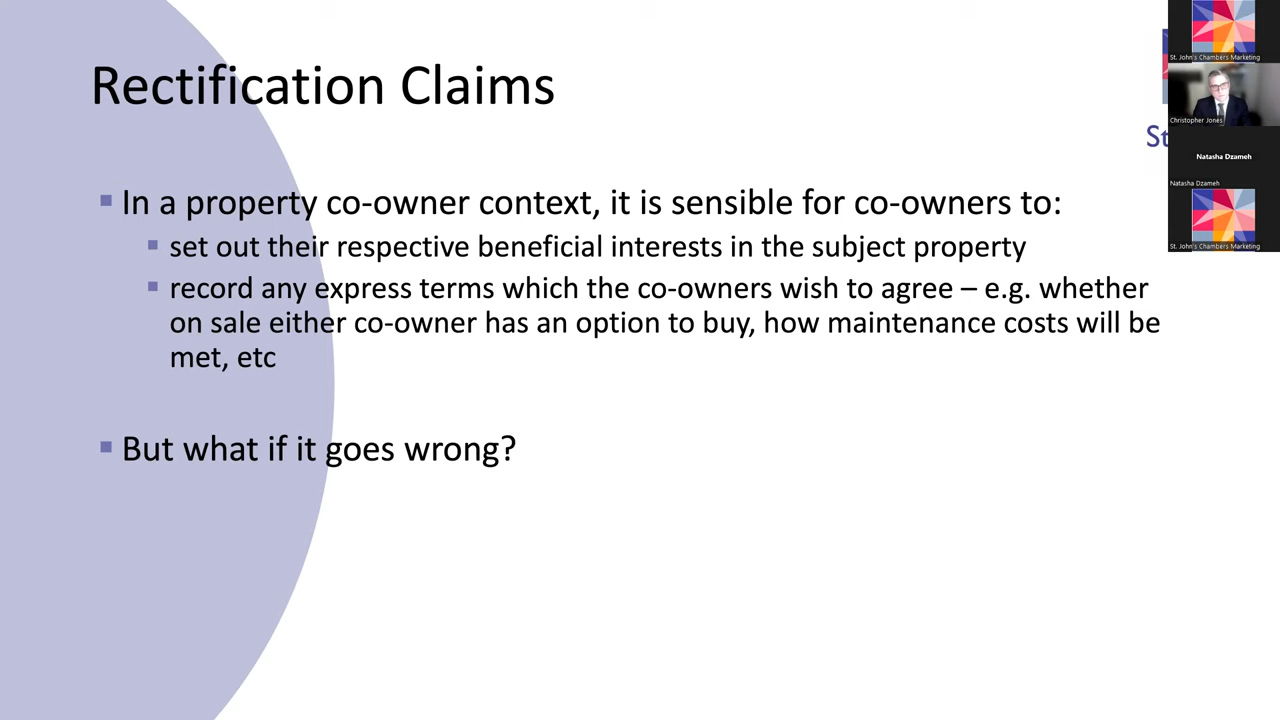 Rectification Claims
In a property co-owner context, it is sensible for co-owners to:
set out their respective beneficial interests in the subject property
record any express terms which the co-owners wish to agree – e.g. whether
on sale either co-owner has an option to buy, how maintenance costs will be
met, etc
But what if it goes wrong?
St
St. John's Chambers Marketing
Christopher Jones
Natasha Dzameh
Natasha Dzameh
St. John's Chambers Marketing